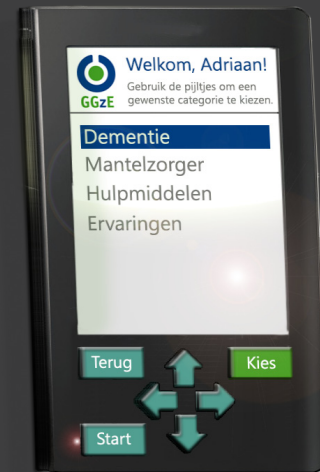 Welkom, Adriaan!
Gebruik de pijltjes om een
gewenste categorie te kiezen.
GGzE
Dementie
Mantelzorger
Hulpmiddelen
Ervaringen
Terug
Kies
Start